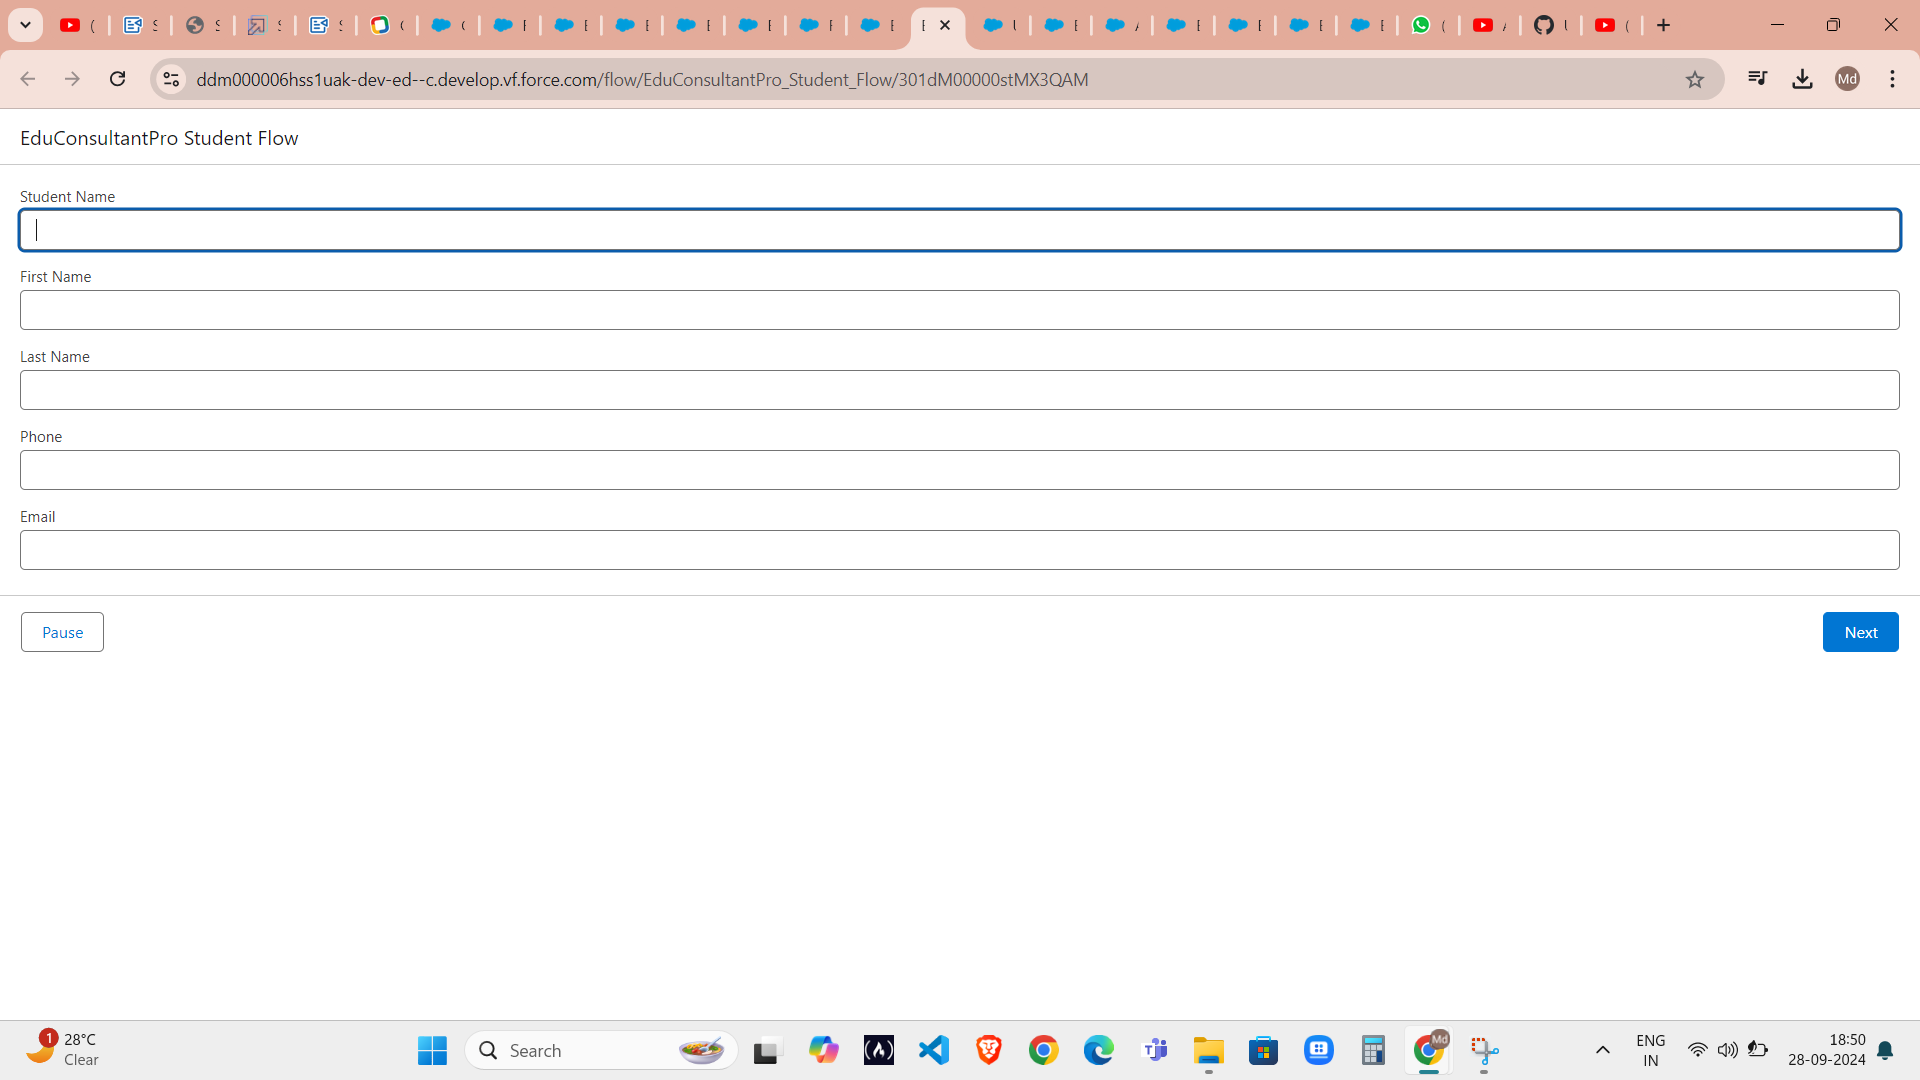 ddm000006hss1uak-dev-ed--c.develop.vf.force.com/flow/EduConsultantPro_Student_Flow/301dM00000stMX3QAM
Md
EduConsultantPro Student Flow
Student Name
First Name
Last Name
Phone
Email
Pause
Next
1
28°C
Clear
Search
Md
ENG
IN
18:50
28-09-2024